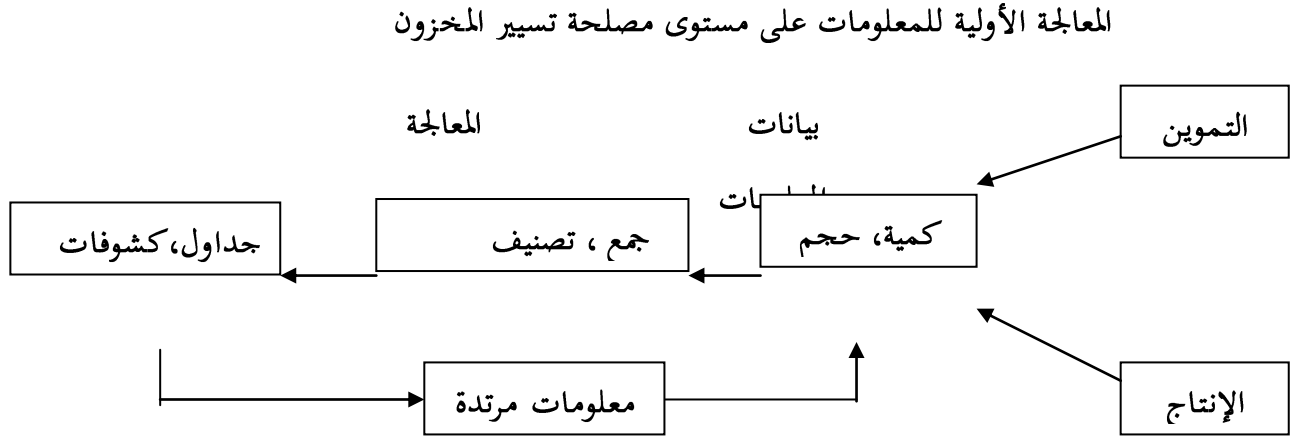 المعالجة الأولية للمعلومات على مستوى مصلحة تسيير المخزون
التموين
بيانات
المعالجة
كمية، حجم
جمع ، تصنيف
جداول،كشوفات
معلومات مرتدة
الإنتاج